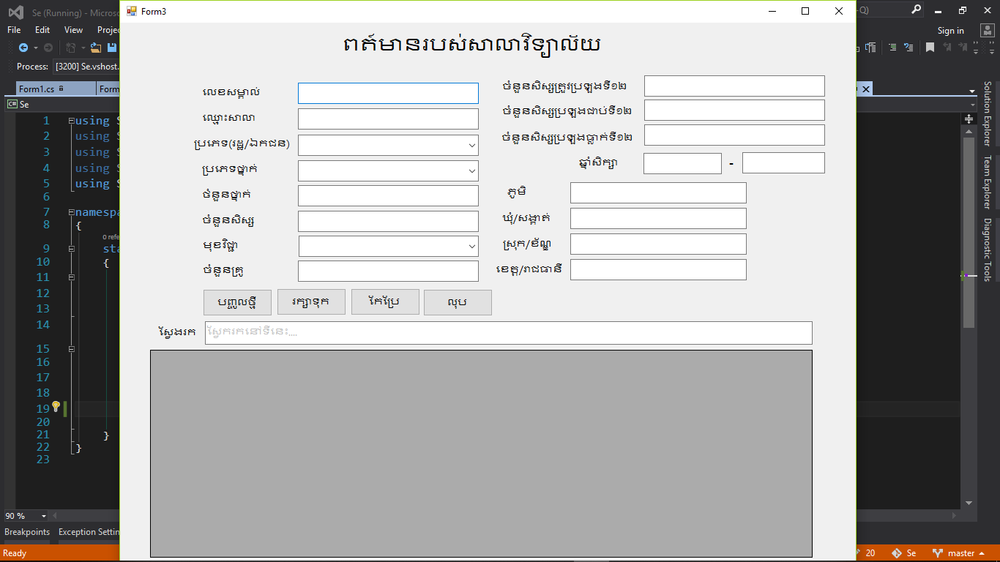 Se (Running) - Microso
Form3
-Q)
File Edit View Projec
Sign in
Process: [3200] Se.vshost.
Form1.cs Form
Se
ពត៍មានរបស់សាលាវិទ្យាល័យ
លេខសម្គាល់
ឈ្មោះសាលា
ប្រភេទ(រដ្ឋ/ឯកជន)
ប្រភេទថ្នាក់
ចំនួនថ្នាក់
ចំនួនសិស្ស
មុខវិជ្ជា
ចំនួនគ្រូ
ចំនួនសិស្សត្រូវប្រឡងទី១២
ចំនួនសិស្សប្រឡងជាប់ទី១២
ចំនួនសិស្សប្រឡងធ្លាក់ទី១២
ឆ្នាំសិក្សា -
ភូមិ
ឃុំ/សង្កាត់
ស្រុក/ខ័ណ្ឌ
ខេត្ត/រាជធានី
បញ្ចូលថ្មី រក្សាទុក កែប្រែ លុប
ស្វែងរក ស្វែករកនៅទីនេះ....
1 using S
2 using S
3 using S
4 using S
5 using S
6
7 namespa
8 {
0 refe
9 sta
10 {
11
12
13
14
15
16
17
18
19
20
21 }
22 }
23
Solution Explorer
Team Explorer
Diagnostic Tools
90 %
Breakpoints Exception Settin
Ready 20 Se master